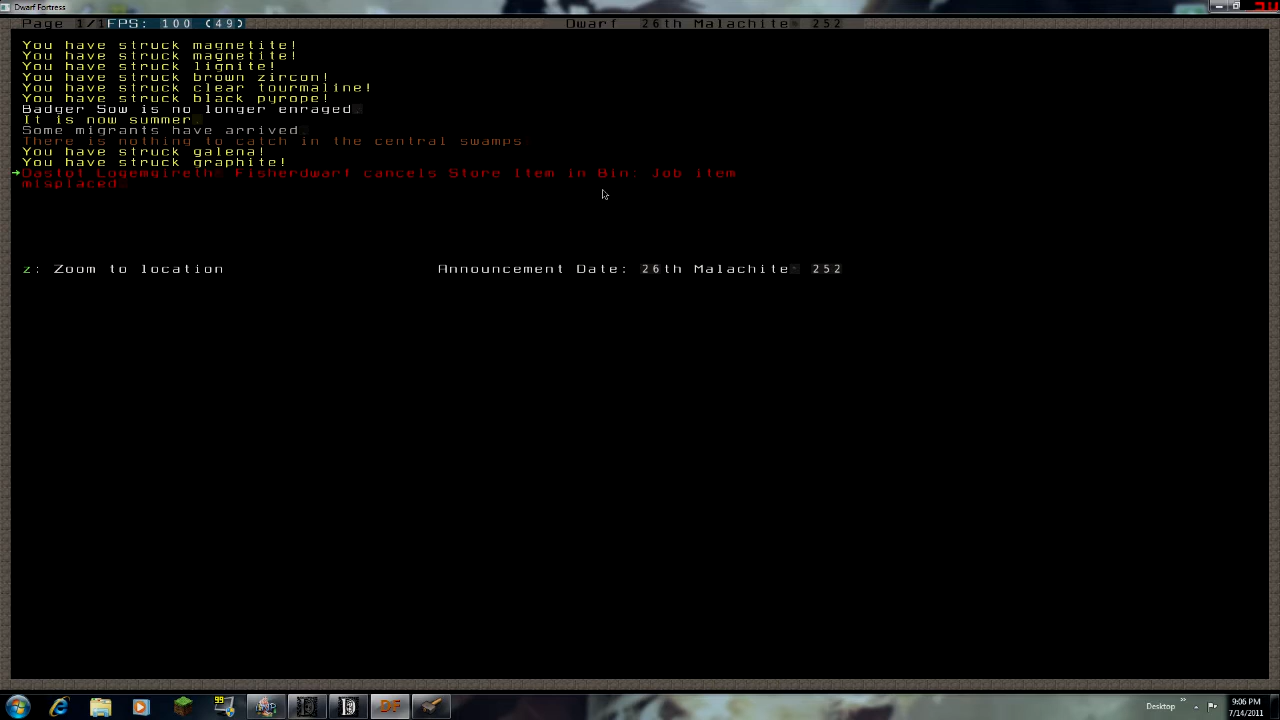 Dwarf Fortress
Page 1/1 FPS: 100 (49) Dwarf 26th Malachite 252
You have struck magnetite!
You have struck magnetite!
You have struck lignite!
You have struck brown zircon!
You have struck clear tourmaline!
You have struck black pyrope!
Badger Sow is no longer enraged.
It is now summer.
Some migrants have arrived.
There is nothing to catch in the central swamps
You have struck galena!
You have struck graphite!
Fisherdwarf cancels Store Item in Bin: Job item
misplaced.
z: Zoom to location Announcement Date: 26th Malachite 252
99
DF
Desktop
9:06 PM
7/14/2011